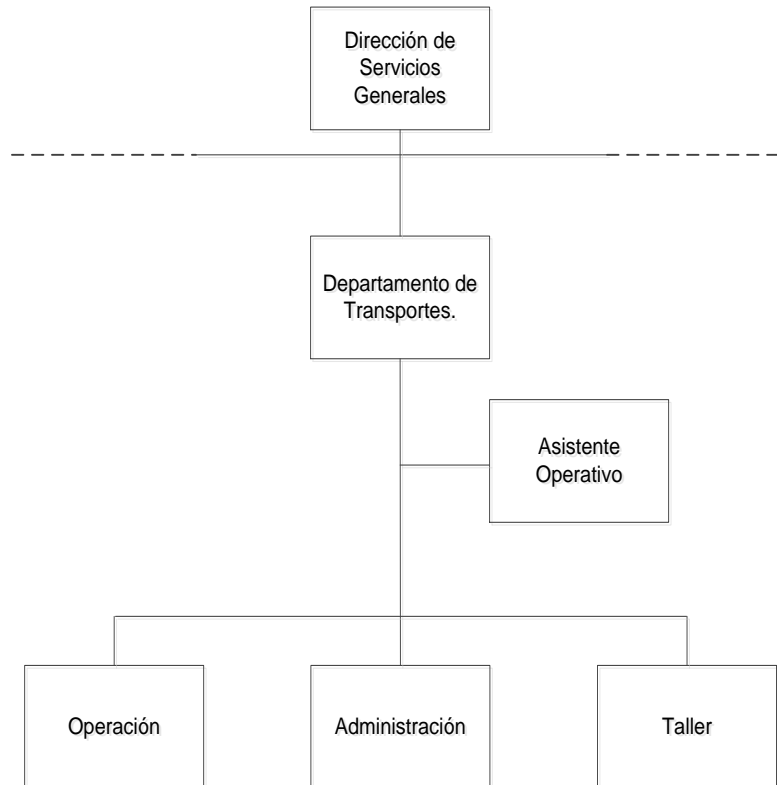 Dirección de
Servicios
Generales
Departamento de
Transportes.
Asistente
Operativo
Operación
Administración
Taller